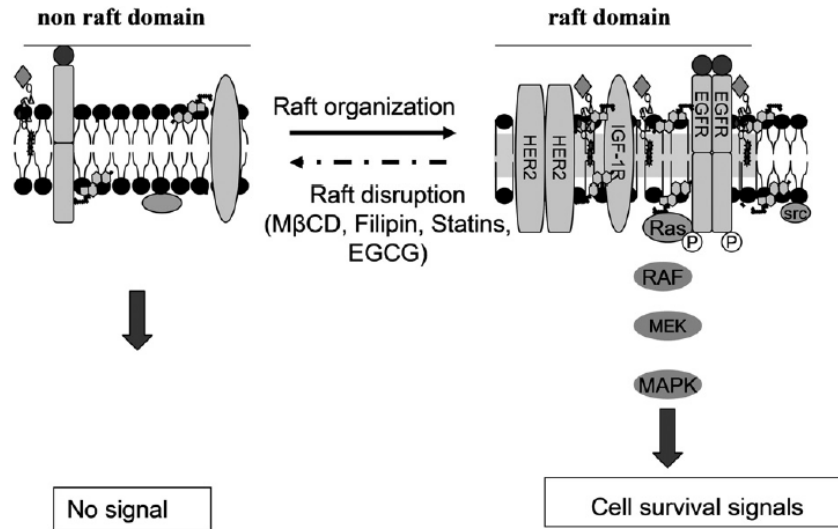 non raft domain
raft domain
Raft organization
Raft disruption
(MβCD, Filipin, Statins,
EGCG)
HER2
HER2
IGF-1R
EGFR
EGFR
src
Ras
P
P
RAF
MEK
MAPK
No signal
Cell survival signals